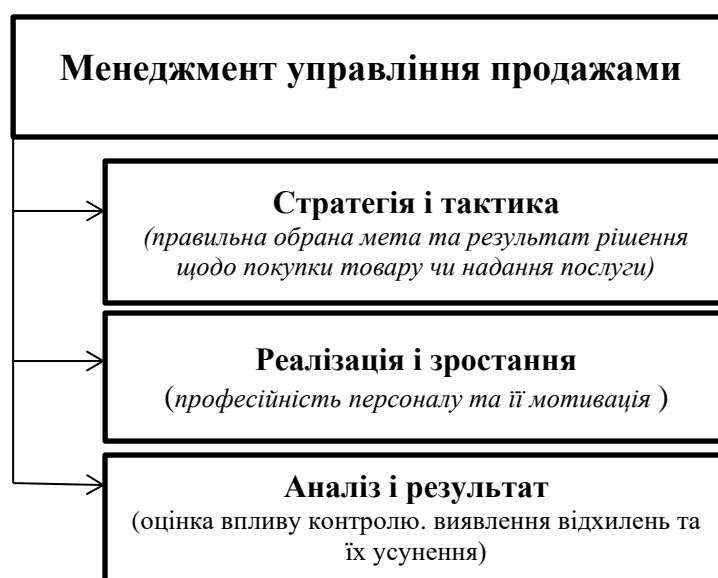 Менеджмент управління продажами
Стратегія і тактика
(правильна обрана мета та результат рішення
щодо покупки товару чи надання послуги)
Реалізація і зростання
(професійність персоналу та її мотивація )
Аналіз і результат
(оцінка впливу контролю. виявлення відхилень та
їх усунення)